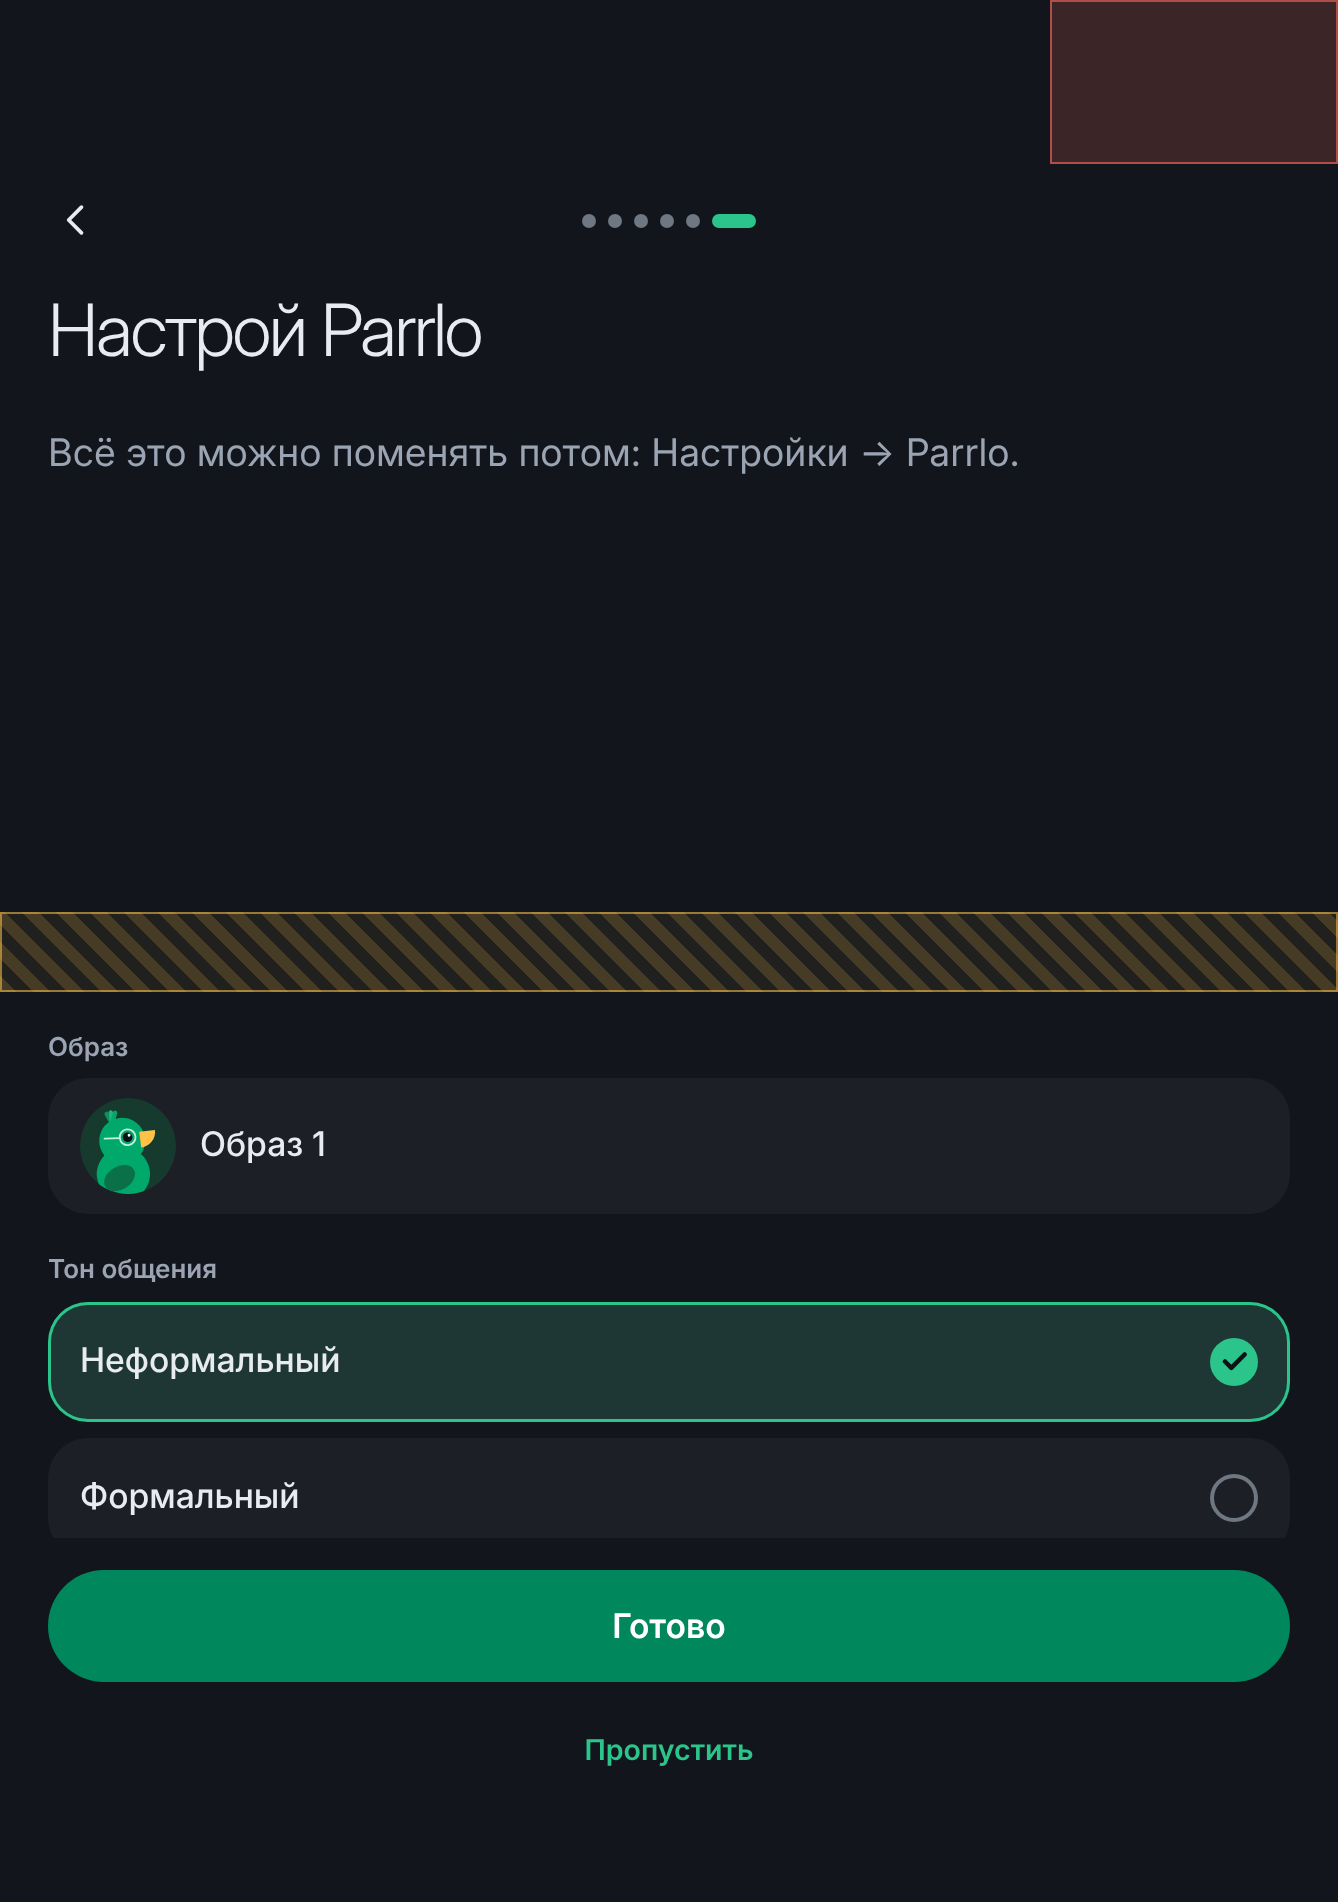 Настрой Parrlo
Всё это можно поменять потом: Настройки → Parrlo.
Образ
Образ 1
Тон общения
Неформальный
Формальный
Готово
Пропустить